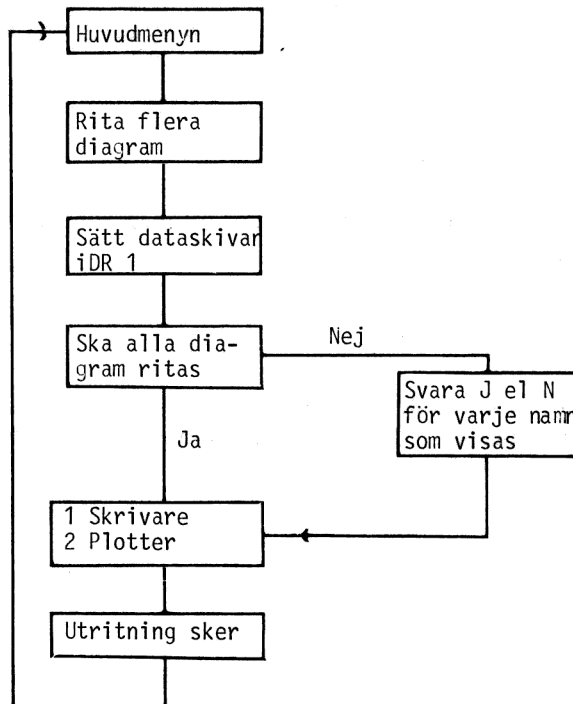 Huvudmenyn
Rita flera
diagram
Sätt dataskivan
iDR 1
Ska alla dia-
gram ritas
Nej
Svara J el N
för varje namn
som visas
Ja
1 Skrivare
2 Plotter
Utritning sker